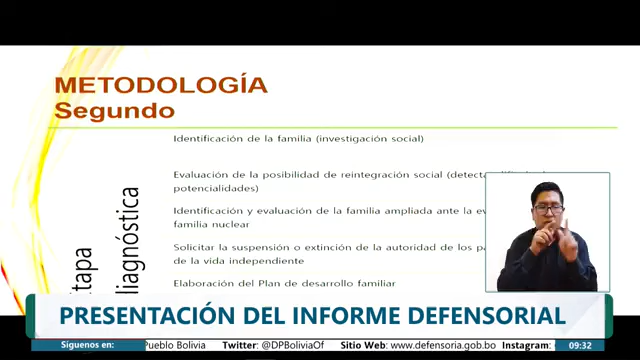 METODOLOGÍA
Segundo
Identificación de la familia (investigación social)
Evaluación de la posibilidad de reintegración social (detecta
potencialidades)
Identificación y evaluación de la familia ampliada ante la
familia nuclear
Solicitar la suspensión o extinción de la autoridad de los
de la vida independiente
Elaboración del Plan de desarrollo familiar
tapa
diagnóstica
PRESENTACIÓN DEL INFORME DEFENSORIAL
Síguenos en: Pueblo Bolivia Twitter: @DPBoliviaOf Sitio Web: www.defensoria.gob.bo Instagram: 09:32